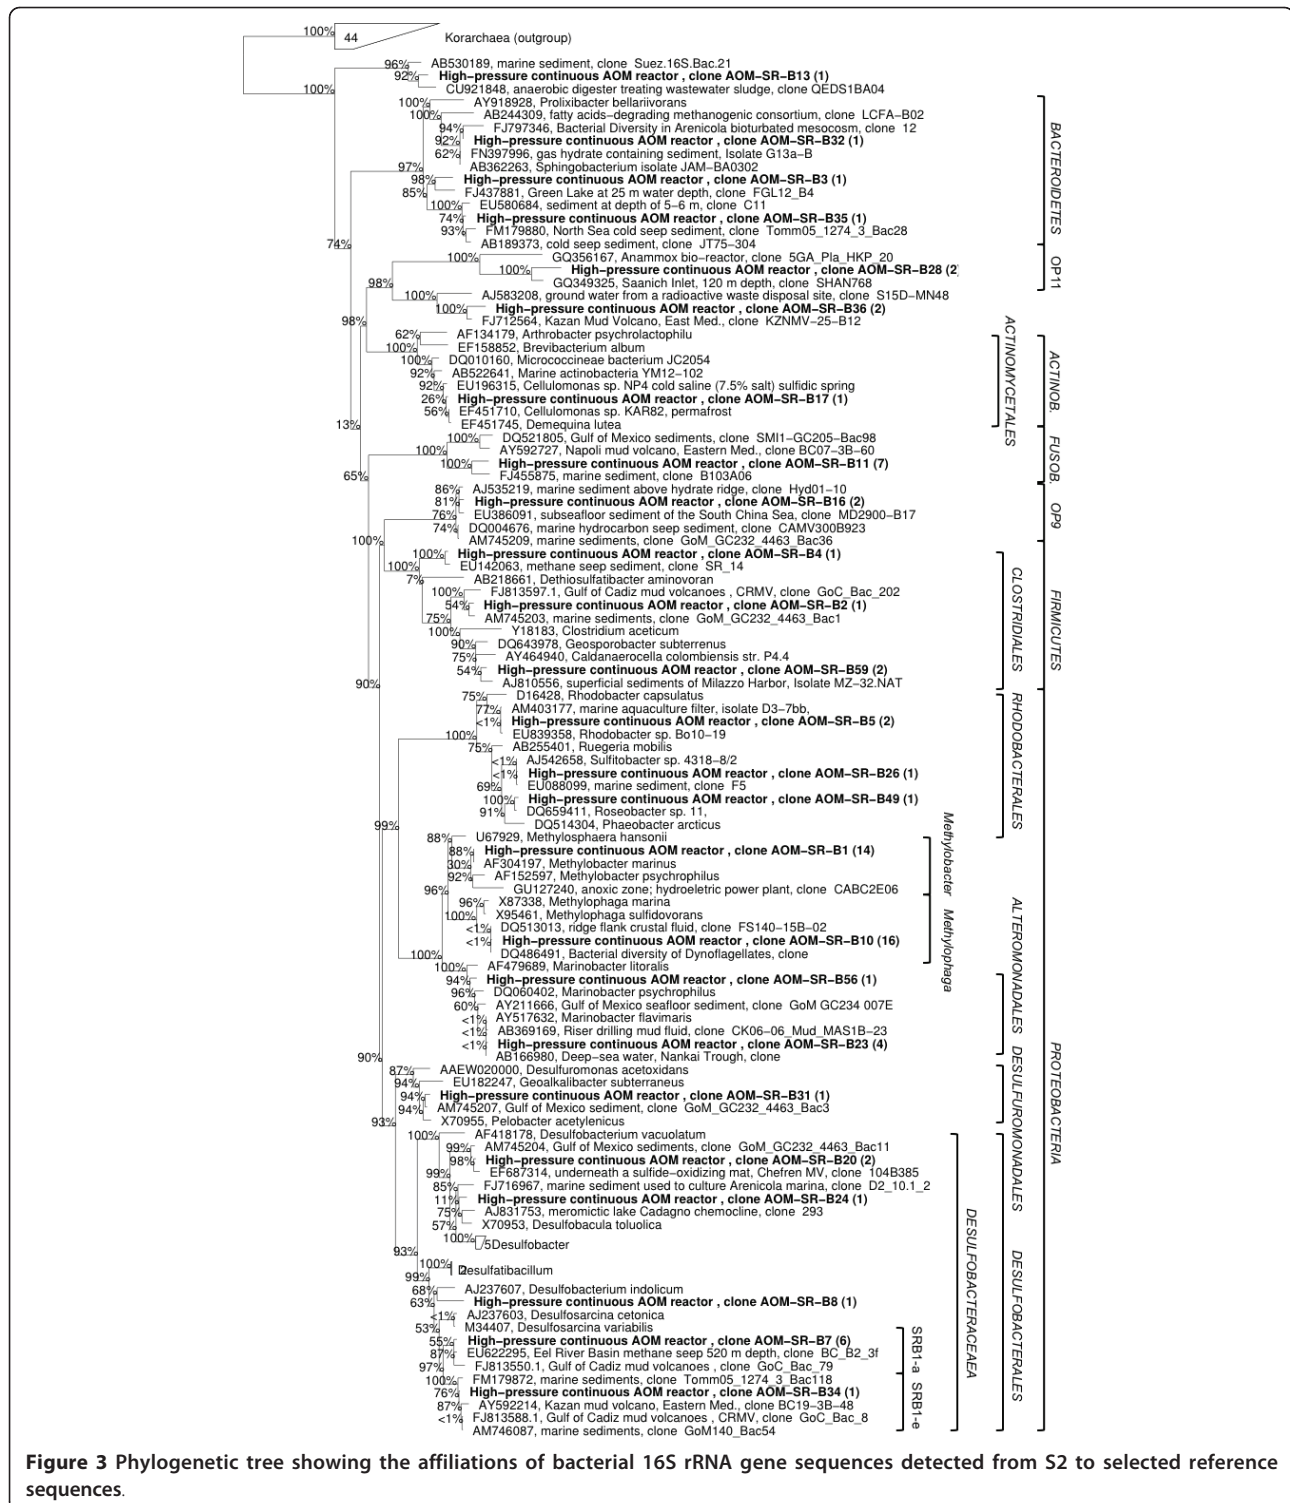 100%
44
Korarchaea (outgroup)
96%
AB530189, marine sediment, clone Suez.16S.Bac.21
92%
High-pressure continuous AOM reactor , clone AOM-SR-B13 (1)
100%
CU921848, anaerobic digester treating wastewater sludge, clone QEDS1BA04
100%
AY918928, Prolixibacter bellariivorans
100%
AB244309, fatty acids-degrading methanogenic consortium, clone LCFA-B02
94%
FJ797346, Bacterial Diversity in Arenicola bioturbated mesocosm, clone 12
92%
High-pressure continuous AOM reactor , clone AOM-SR-B32 (1)
62%
FN397996, gas hydrate containing sediment, Isolate G13a-B
97%
AB362263, Sphingobacterium isolate JAM-BA0302
98%
High-pressure continuous AOM reactor , clone AOM-SR-B3 (1)
85%
FJ437881, Green Lake at 25 m water depth, clone FGL12_B4
100%
EU580684, sediment at depth of 5-6 m, clone C11
74%
High-pressure continuous AOM reactor , clone AOM-SR-B35 (1)
93%
FM179880, North Sea cold seep sediment, clone Tomm05_1274_3_Bac28
74%
AB189373, cold seep sediment, clone JT75-304
BACTEROIDETES
100%
GQ356167, Anammox bio-reactor, clone 5GA_Pla_HKP_20
100%
High-pressure continuous AOM reactor , clone AOM-SR-B28 (2)
98%
GQ349325, Saanich Inlet, 120 m depth, clone SHAN768
OP11
100%
AJ583208, ground water from a radioactive waste disposal site, clone S15D-MN48
100%
High-pressure continuous AOM reactor , clone AOM-SR-B36 (2)
98%
FJ712564, Kazan Mud Volcano, East Med., clone KZNMV-25-B12
62%
AF134179, Arthrobacter psychrolactophilu
100%
EF158852, Brevibacterium album
100%
DQ010160, Micrococcineae bacterium JC2054
92%
AB522641, Marine actinobacteria YM12-102
92%
EU196315, Cellulomonas sp. NP4 cold saline (7.5% salt) sulfidic spring
26%
High-pressure continuous AOM reactor , clone AOM-SR-B17 (1)
56%
EF451710, Cellulomonas sp. KAR82, permafrost
13%
EF451745, Demequina lutea
ACTINOMYCETALES
ACTINOB.
100%
DQ521805, Gulf of Mexico sediments, clone SMI1-GC205-Bac98
100%
AY592727, Napoli mud volcano, Eastern Med., clone BC07-3B-60
100%
High-pressure continuous AOM reactor , clone AOM-SR-B11 (7)
65%
FJ455875, marine sediment, clone B103A06
FUSOB.
86%
AJ535219, marine sediment above hydrate ridge, clone Hyd01-10
81%
High-pressure continuous AOM reactor , clone AOM-SR-B16 (2)
76%
EU386091, subseafloor sediment of the South China Sea, clone MD2900-B17
74%
DQ004676, marine hydrocarbon seep sediment, clone CAMV300B923
100%
AM745209, marine sediments, clone GoM_GC232_4463_Bac36
OP9
100%
High-pressure continuous AOM reactor , clone AOM-SR-B4 (1)
100%
EU142063, methane seep sediment, clone SR_14
7%
AB218661, Dethiosulfatibacter aminovoran
100%
FJ813597.1, Gulf of Cadiz mud volcanoes , CRMV, clone GoC_Bac_202
54%
High-pressure continuous AOM reactor , clone AOM-SR-B2 (1)
75%
AM745203, marine sediments, clone GoM_GC232_4463_Bac1
100%
Y18183, Clostridium aceticum
90%
DQ643978, Geosporobacter subterrenus
75%
AY464940, Caldanaerocella colombiensis str. P4.4
54%
High-pressure continuous AOM reactor , clone AOM-SR-B59 (2)
90%
AJ810556, superficial sediments of Milazzo Harbor, Isolate MZ-32.NAT
CLOSTRIDIALES
FIRMICUTES
75%
D16428, Rhodobacter capsulatus
77%
AM403177, marine aquaculture filter, isolate D3-7bb,
<1%
High-pressure continuous AOM reactor , clone AOM-SR-B5 (2)
100%
EU839358, Rhodobacter sp. Bo10-19
75%
AB255401, Ruegeria mobilis
<1%
AJ542658, Sulfitobacter sp. 4318-8/2
<1%
High-pressure continuous AOM reactor , clone AOM-SR-B26 (1)
69%
EU088099, marine sediment, clone F5
100%
High-pressure continuous AOM reactor , clone AOM-SR-B49 (1)
91%
DQ659411, Roseobacter sp. 11,
99%
DQ514304, Phaeobacter arcticus
RHODOBACTERALES
88%
U67929, Methylosphaera hansonii
88%
High-pressure continuous AOM reactor , clone AOM-SR-B1 (14)
30%
AF304197, Methylobacter marinus
92%
AF152597, Methylobacter psychrophilus
96%
GU127240, anoxic zone; hydroeletric power plant, clone CABC2E06
Methylobacter
96%
X87338, Methylophaga marina
100%
X95461, Methylophaga sulfidovorans
<1%
DQ513013, ridge flank crustal fluid, clone FS140-15B-02
<1%
High-pressure continuous AOM reactor , clone AOM-SR-B10 (16)
100%
DQ486491, Bacterial diversity of Dynoflagellates, clone
Methylophaga
100%
AF479689, Marinobacter litoralis
94%
High-pressure continuous AOM reactor , clone AOM-SR-B56 (1)
96%
DQ060402, Marinobacter psychrophilus
60%
AY211666, Gulf of Mexico seafloor sediment, clone GoM GC234 007E
<1%
AY517632, Marinobacter flavimaris
<1%
AB369169, Riser drilling mud fluid, clone CK06-06_Mud_MAS1B-23
<1%
High-pressure continuous AOM reactor , clone AOM-SR-B23 (4)
90%
AB166980, Deep-sea water, Nankai Trough, clone
ALTEROMONADALES
87%
AAEW020000, Desulfuromonas acetoxidans
94%
EU182247, Geoalkalibacter subterraneus
94%
High-pressure continuous AOM reactor , clone AOM-SR-B31 (1)
94%
AM745207, Gulf of Mexico sediment, clone GoM_GC232_4463_Bac3
93%
X70955, Pelobacter acetylenicus
DESULFUROMONADALES
PROTEOBACTERIA
100%
AF418178, Desulfobacterium vacuolatum
99%
AM745204, Gulf of Mexico sediments, clone GoM_GC232_4463_Bac11
98%
High-pressure continuous AOM reactor , clone AOM-SR-B20 (2)
99%
EF687314, underneath a sulfide-oxidizing mat, Chefren MV, clone 104B385
85%
FJ716967, marine sediment used to culture Arenicola marina, clone D2_10.1_2
11%
High-pressure continuous AOM reactor , clone AOM-SR-B24 (1)
75%
AJ831753, meromictic lake Cadagno chemocline, clone 293
57%
X70953, Desulfobacula toluolica
100%
5Desulfobacter
93%
100%
2
Desulfatibacillum
99%
68%
AJ237607, Desulfobacterium indolicum
63%
High-pressure continuous AOM reactor , clone AOM-SR-B8 (1)
<1%
AJ237603, Desulfosarcina cetonica
53%
M34407, Desulfosarcina variabilis
55%
High-pressure continuous AOM reactor , clone AOM-SR-B7 (6)
87%
EU622295, Eel River Basin methane seep 520 m depth, clone BC_B2_3f
97%
FJ813550.1, Gulf of Cadiz mud volcanoes , clone GoC_Bac_79
SRB1-a
100%
FM179872, marine sediments, clone Tomm05_1274_3_Bac118
76%
High-pressure continuous AOM reactor , clone AOM-SR-B34 (1)
87%
AY592214, Kazan mud volcano, Eastern Med., clone BC19-3B-48
<1%
FJ813588.1, Gulf of Cadiz mud volcanoes , CRMV, clone GoC_Bac_8
AM746087, marine sediments, clone GoM140_Bac54
SRB1-e
DESULFOBACTERACEAEA
DESULFOBACTERALES
Figure 3 Phylogenetic tree showing the affiliations of bacterial 16S rRNA gene sequences detected from S2 to selected reference
sequences.